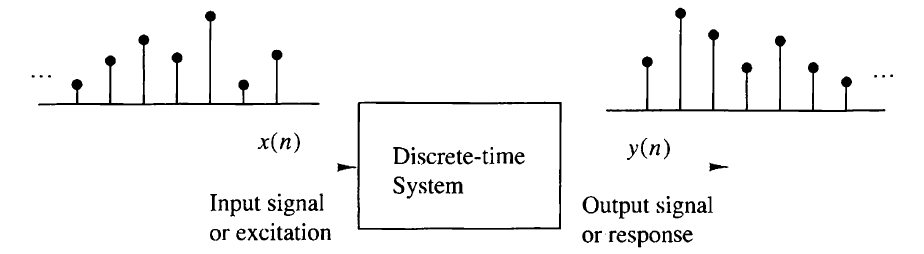 ...
...
x(n)
y(n)
Discrete-time
System
Input signal
or excitation
Output signal
or response